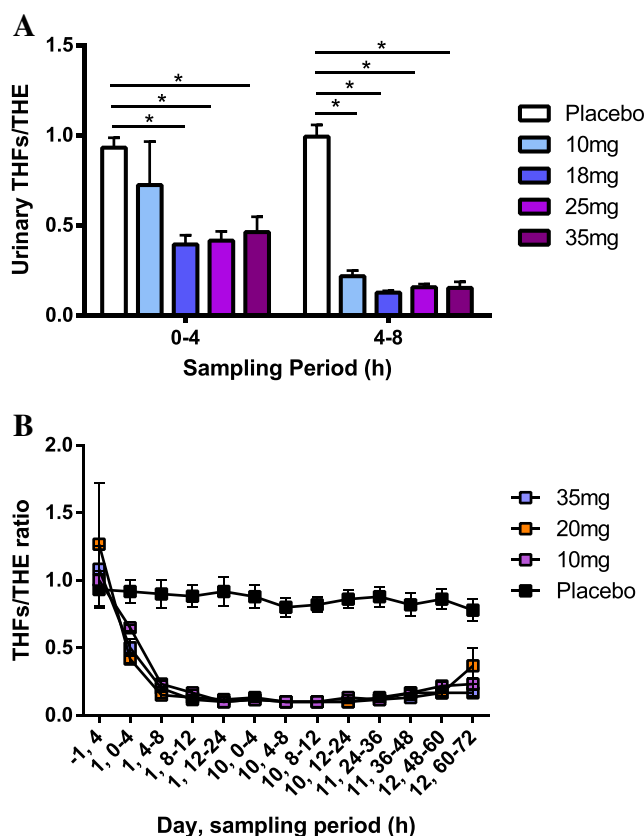 A
1.5
1.0
0.5
0.0
Urinary THFs/THE
* * *
* * * *
0-4
4-8
Sampling Period (h)
Placebo
10mg
18mg
25mg
35mg
B
2.0
1.5
1.0
0.5
0.0
THFs/THE ratio
-1, 4
1, 0-4
1, 4-8
1, 8-12
1, 12-24
10, 0-4
10, 4-8
10, 8-12
10, 12-24
11, 24-36
11, 36-48
12, 48-60
12, 60-72
Day, sampling period (h)
35mg
20mg
10mg
Placebo